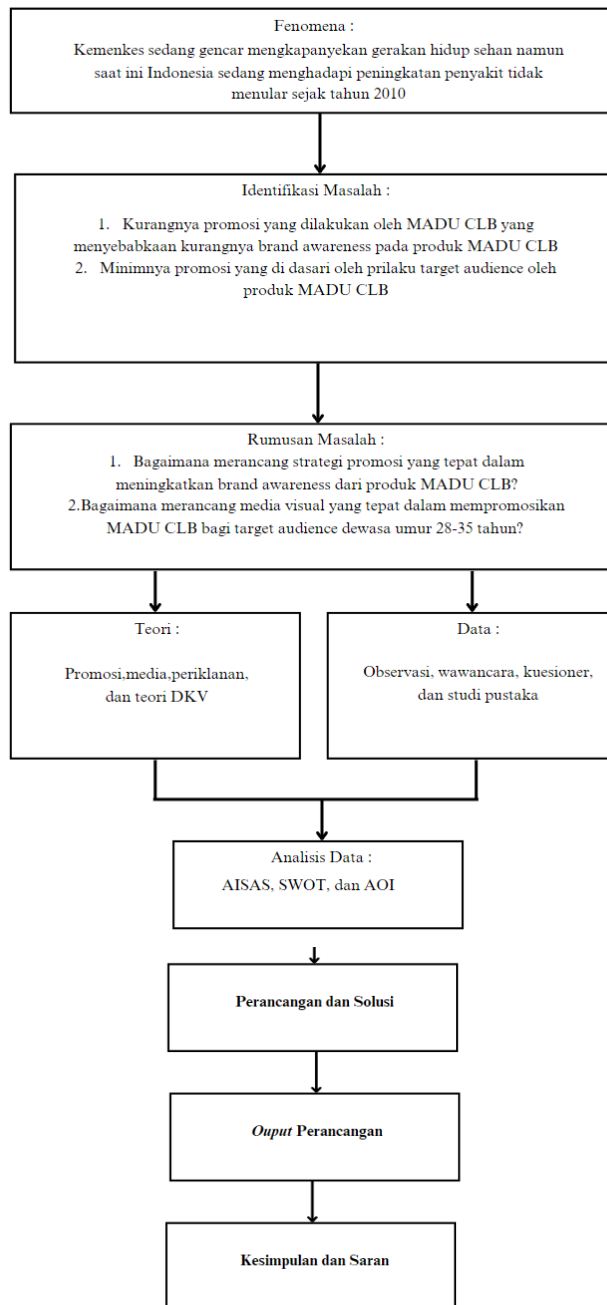 Fenomena :
Kemenkes sedang gencar mengkapanyekan gerakan hidup sehan namun
saat ini Indonesia sedang menghadapi peningkatan penyakit tidak
menular sejak tahun 2010
Identifikasi Masalah :
1. Kurangnya promosi yang dilakukan oleh MADU CLB yang
menyebabkaan kurangnya brand awareness pada produk MADU CLB
2. Minimnya promosi yang di dasari oleh prilaku target audience oleh
produk MADU CLB
Rumusan Masalah :
1. Bagaimana merancang strategi promosi yang tepat dalam
meningkatkan brand awareness dari produk MADU CLB?
2.Bagaimana merancang media visual yang tepat dalam mempromosikan
MADU CLB bagi target audience dewasa umur 28-35 tahun?
Teori :
Promosi,media,periklanan,
dan teori DKV
Data :
Observasi, wawancara, kuesioner,
dan studi pustaka
Analisis Data :
AISAS, SWOT, dan AOI
Perancangan dan Solusi
Ouput Perancangan
Kesimpulan dan Saran